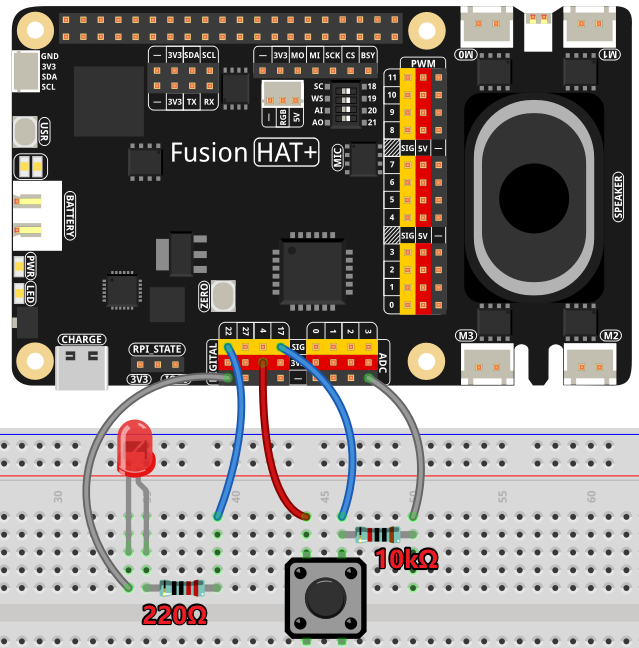 M0
M1
GND
3V3
SDA
SCL
— 3V3 SDA SCL
— 3V3 TX RX
— 3V3 MO MI SCK CS BSY
— RGB 5V
SC 18
WS 19
AI 20
AO 21
PWM
11
10
9
8
SIG 5V —
7
6
5
4
SIG 5V —
3
2
1
0
USR
Fusion HAT+
MIC
SPEAKER
BATTERY
PWR
LED
ZERO
CHARGE
RPI_STATE
3V3
22 27 4 17
0 1 2 3
DIGITAL
SIG
3V3
—
ADC
M3
M2
30
40
45
55
60
10kΩ
220Ω